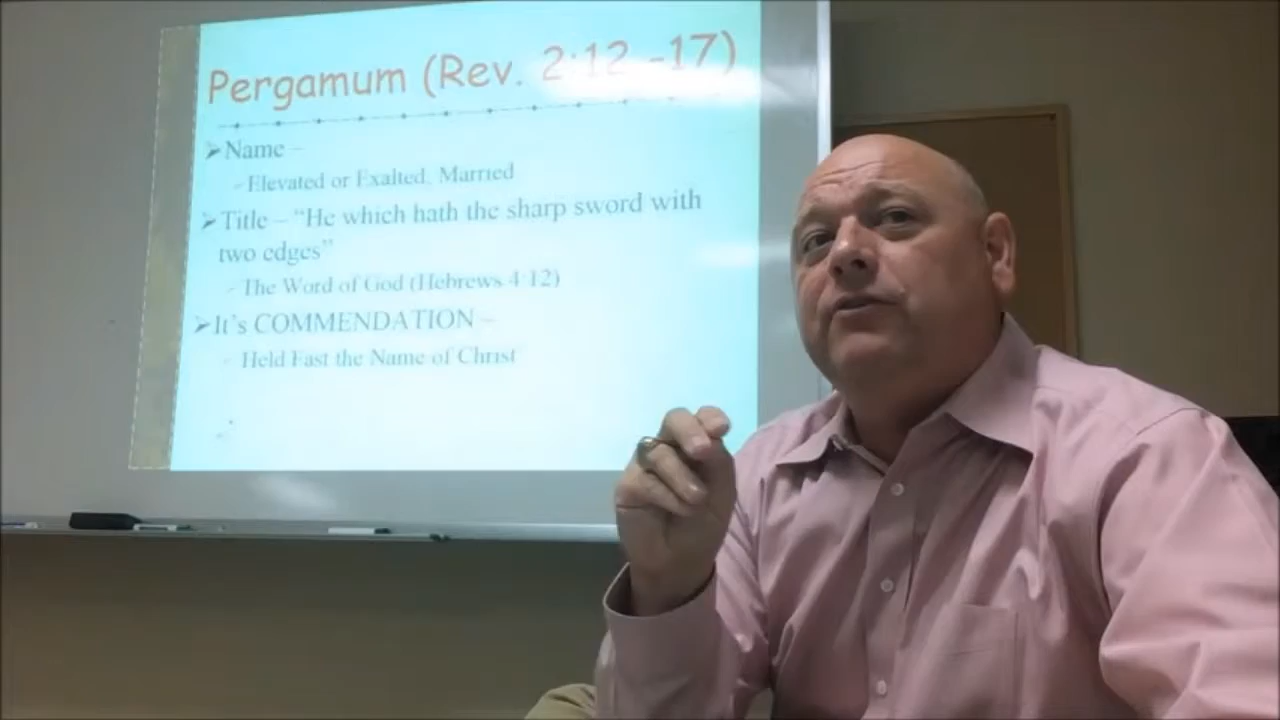 Pergamum (Rev. 2:12 -17)
➢Name –
– Elevated or Exalted, Married
➢Title – “He which hath the sharp sword with
two edges”
– The Word of God (Hebrews 4:12)
➢It’s COMMENDATION –
– Held Fast the Name of Christ